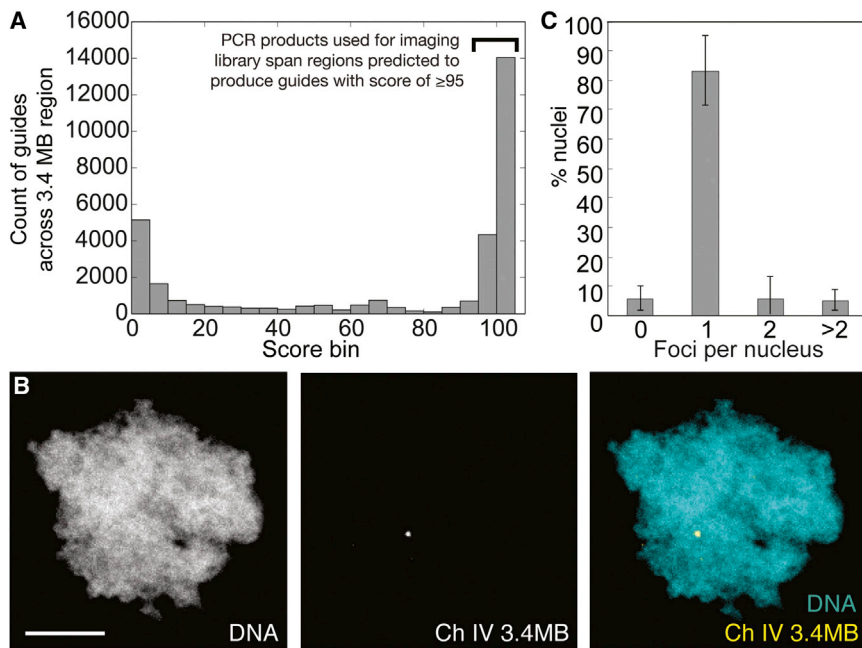 A
16000
14000
12000
10000
8000
6000
4000
2000
0
Count of guides
across 3.4 MB region
PCR products used for imaging
library span regions predicted to
produce guides with score of ≥95
0 20 40 60 80 100
Score bin
C
100
90
80
70
60
50
40
30
20
10
0
% nuclei
0 1 2 >2
Foci per nucleus
B
DNA
Ch IV 3.4MB
DNA
Ch IV 3.4MB